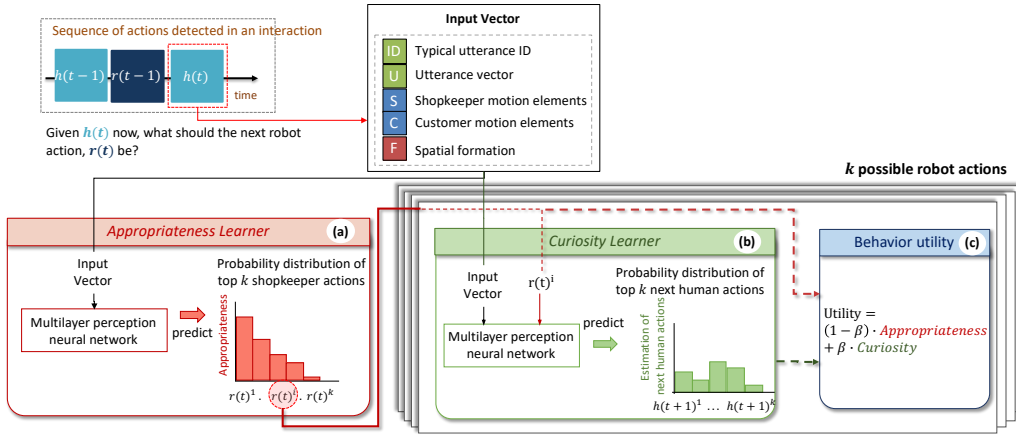 Sequence of actions detected in an interaction
h(t − 1)
r(t − 1)
h(t)
time
Given h(t) now, what should the next robot
action, r(t) be?
Input Vector
ID Typical utterance ID
U Utterance vector
S Shopkeeper motion elements
C Customer motion elements
F Spatial formation
k possible robot actions
Appropriateness Learner (a)
Input
Vector
Multilayer perception
neural network
predict
Probability distribution of
top k shopkeeper actions
Appropriateness
r(t)¹ . r(t)ⁱ . r(t)ᵏ
Curiosity Learner (b)
Input
Vector
r(t)ⁱ
Multilayer perception
neural network
predict
Probability distribution of
top k next human actions
Estimation of
next human actions
h(t + 1)¹ … h(t + 1)ᵏ
Behavior utility (c)
Utility =
(1 − β) · Appropriateness
+ β · Curiosity